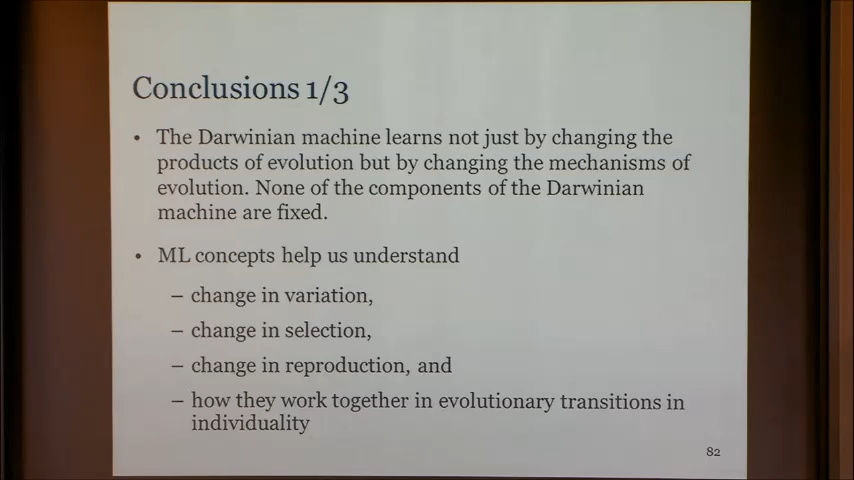 Conclusions 1/3
• The Darwinian machine learns not just by changing the
products of evolution but by changing the mechanisms of
evolution. None of the components of the Darwinian
machine are fixed.
• ML concepts help us understand
– change in variation,
– change in selection,
– change in reproduction, and
– how they work together in evolutionary transitions in
individuality
82